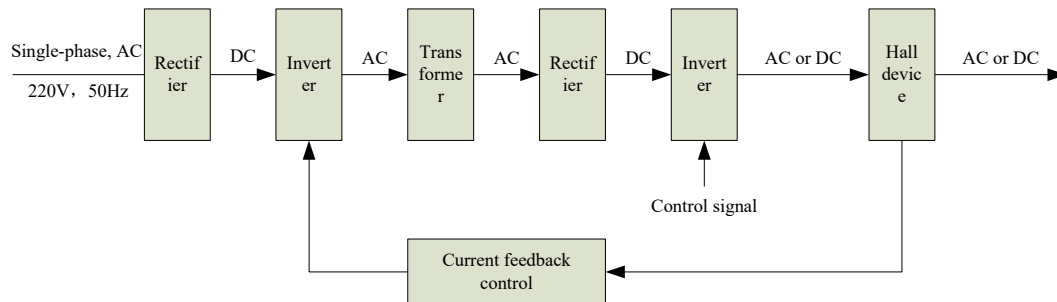 Single-phase, AC
220V，50Hz
Rectif
ier
DC
Invert
er
AC
Trans
forme
r
AC
Rectif
ier
DC
Invert
er
AC or DC
Hall
devic
e
AC or DC
Control signal
Current feedback
control